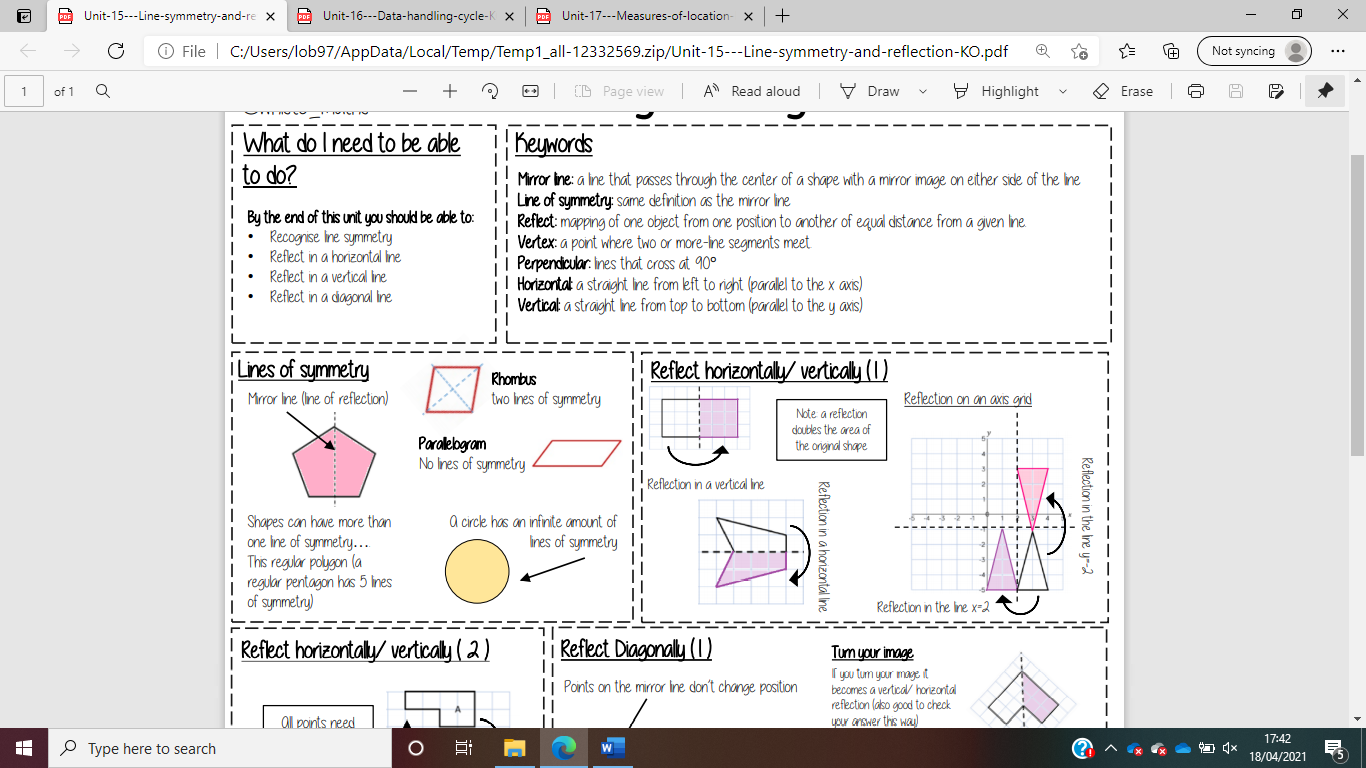 Unit-15---Line-symmetry-and-re
Unit-16---Data-handling-cycle-K
Unit-17---Measures-of-location-
File
C:/Users/lob97/AppData/Local/Temp/Temp1_all-12332569.zip/Unit-15---Line-symmetry-and-reflection-KO.pdf
Not syncing
1 of 1
Page view
Read aloud
Draw
Highlight
Erase
What do I need to be able
to do?
By the end of this unit you should be able to:
• Recognise line symmetry
• Reflect in a horizontal line
• Reflect in a vertical line
• Reflect in a diagonal line
Keywords
Mirror line: a line that passes through the center of a shape with a mirror image on either side of the line
Line of symmetry: same definition as the mirror line
Reflect: mapping of one object from one position to another of equal distance from a given line.
Vertex: a point where two or more-line segments meet.
Perpendicular: lines that cross at 90°
Horizontal: a straight line from left to right (parallel to the x axis)
Vertical: a straight line from top to bottom (parallel to the y axis)
Lines of symmetry
Mirror line (line of reflection)
Rhombus
two lines of symmetry
Parallelogram
No lines of symmetry
Shapes can have more than
one line of symmetry….
This regular polygon (a
regular pentagon has 5 lines
of symmetry)
A circle has an infinite amount of
lines of symmetry
Reflect horizontally/ vertically (1)
Note: a reflection
doubles the area of
the original shape
Reflection in a vertical line
Reflection in a horizontal line
Reflection on an axis grid
y
x
Reflection in the line y=-2
Reflection in the line x=2
Reflect horizontally/ vertically ( 2 )
All points need
A
Reflect Diagonally (1)
Points on the mirror line don't change position
Turn your image
If you turn your image it
becomes a vertical/ horizontal
reflection (also good to check
your answer this way)
Type here to search
17:42
18/04/2021
5